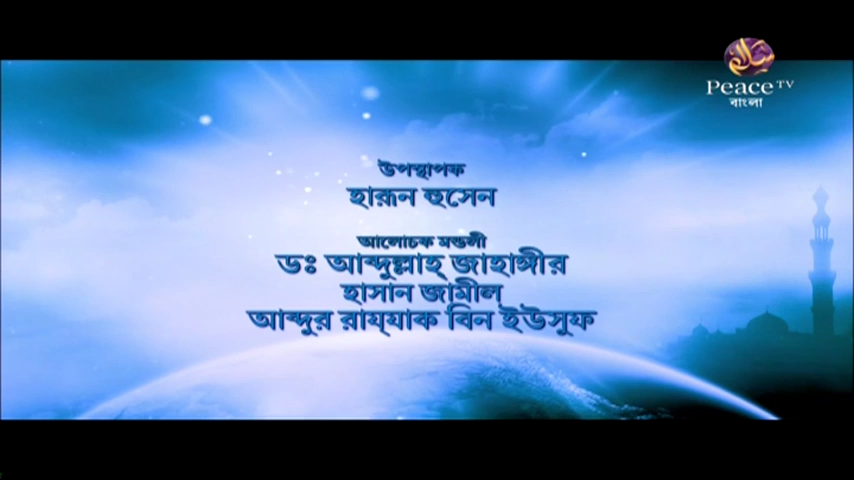 Peace TV
বাংলা
উপস্থাপক
হারূন হুসেন
আলোচক মন্ডলী
ডঃ আব্দুল্লাহ্ জাহাঙ্গীর
হাসান জামীল
আব্দুর রায্যাক বিন ইউসুফ